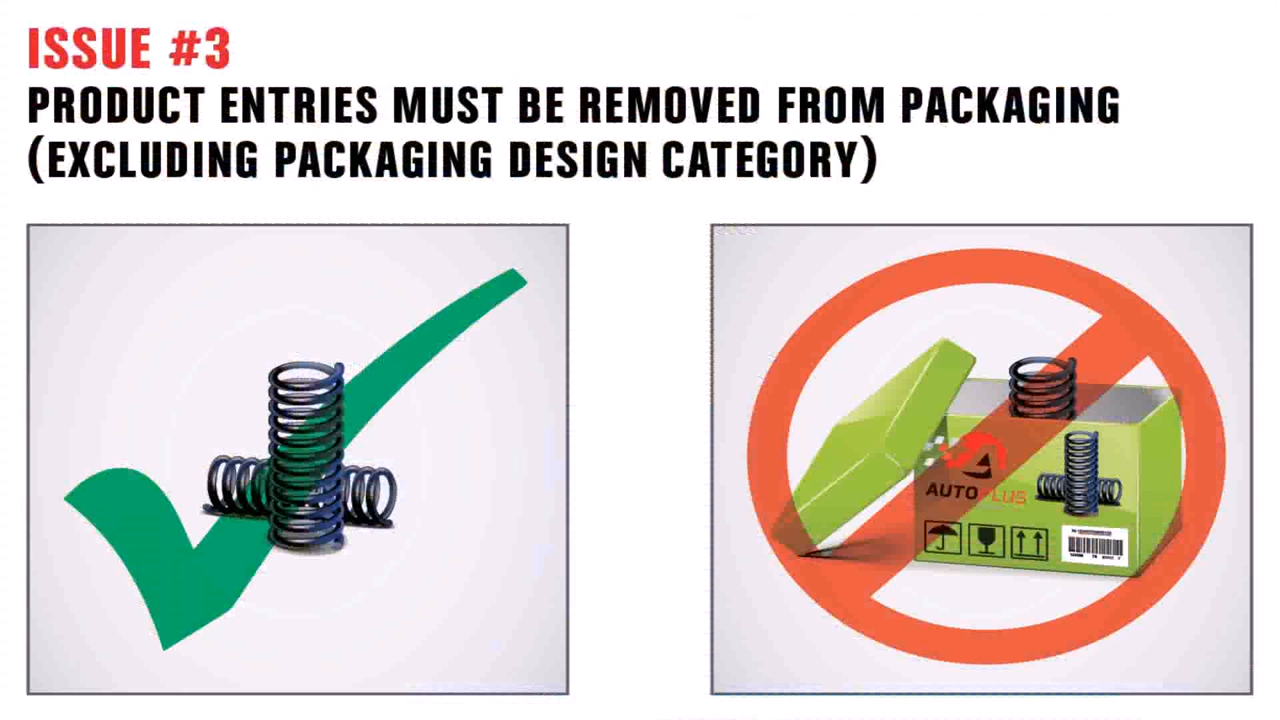 ISSUE #3
PRODUCT ENTRIES MUST BE REMOVED FROM PACKAGING
(EXCLUDING PACKAGING DESIGN CATEGORY)
AUTOPLUS